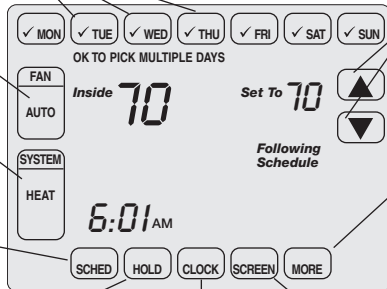 ✓ MON ✓ TUE ✓ WED ✓ THU ✓ FRI ✓ SAT ✓ SUN
OK TO PICK MULTIPLE DAYS
FAN
AUTO
Inside 70 Set To 70
Following
Schedule
SYSTEM
HEAT
6:01 AM
SCHED HOLD CLOCK SCREEN MORE